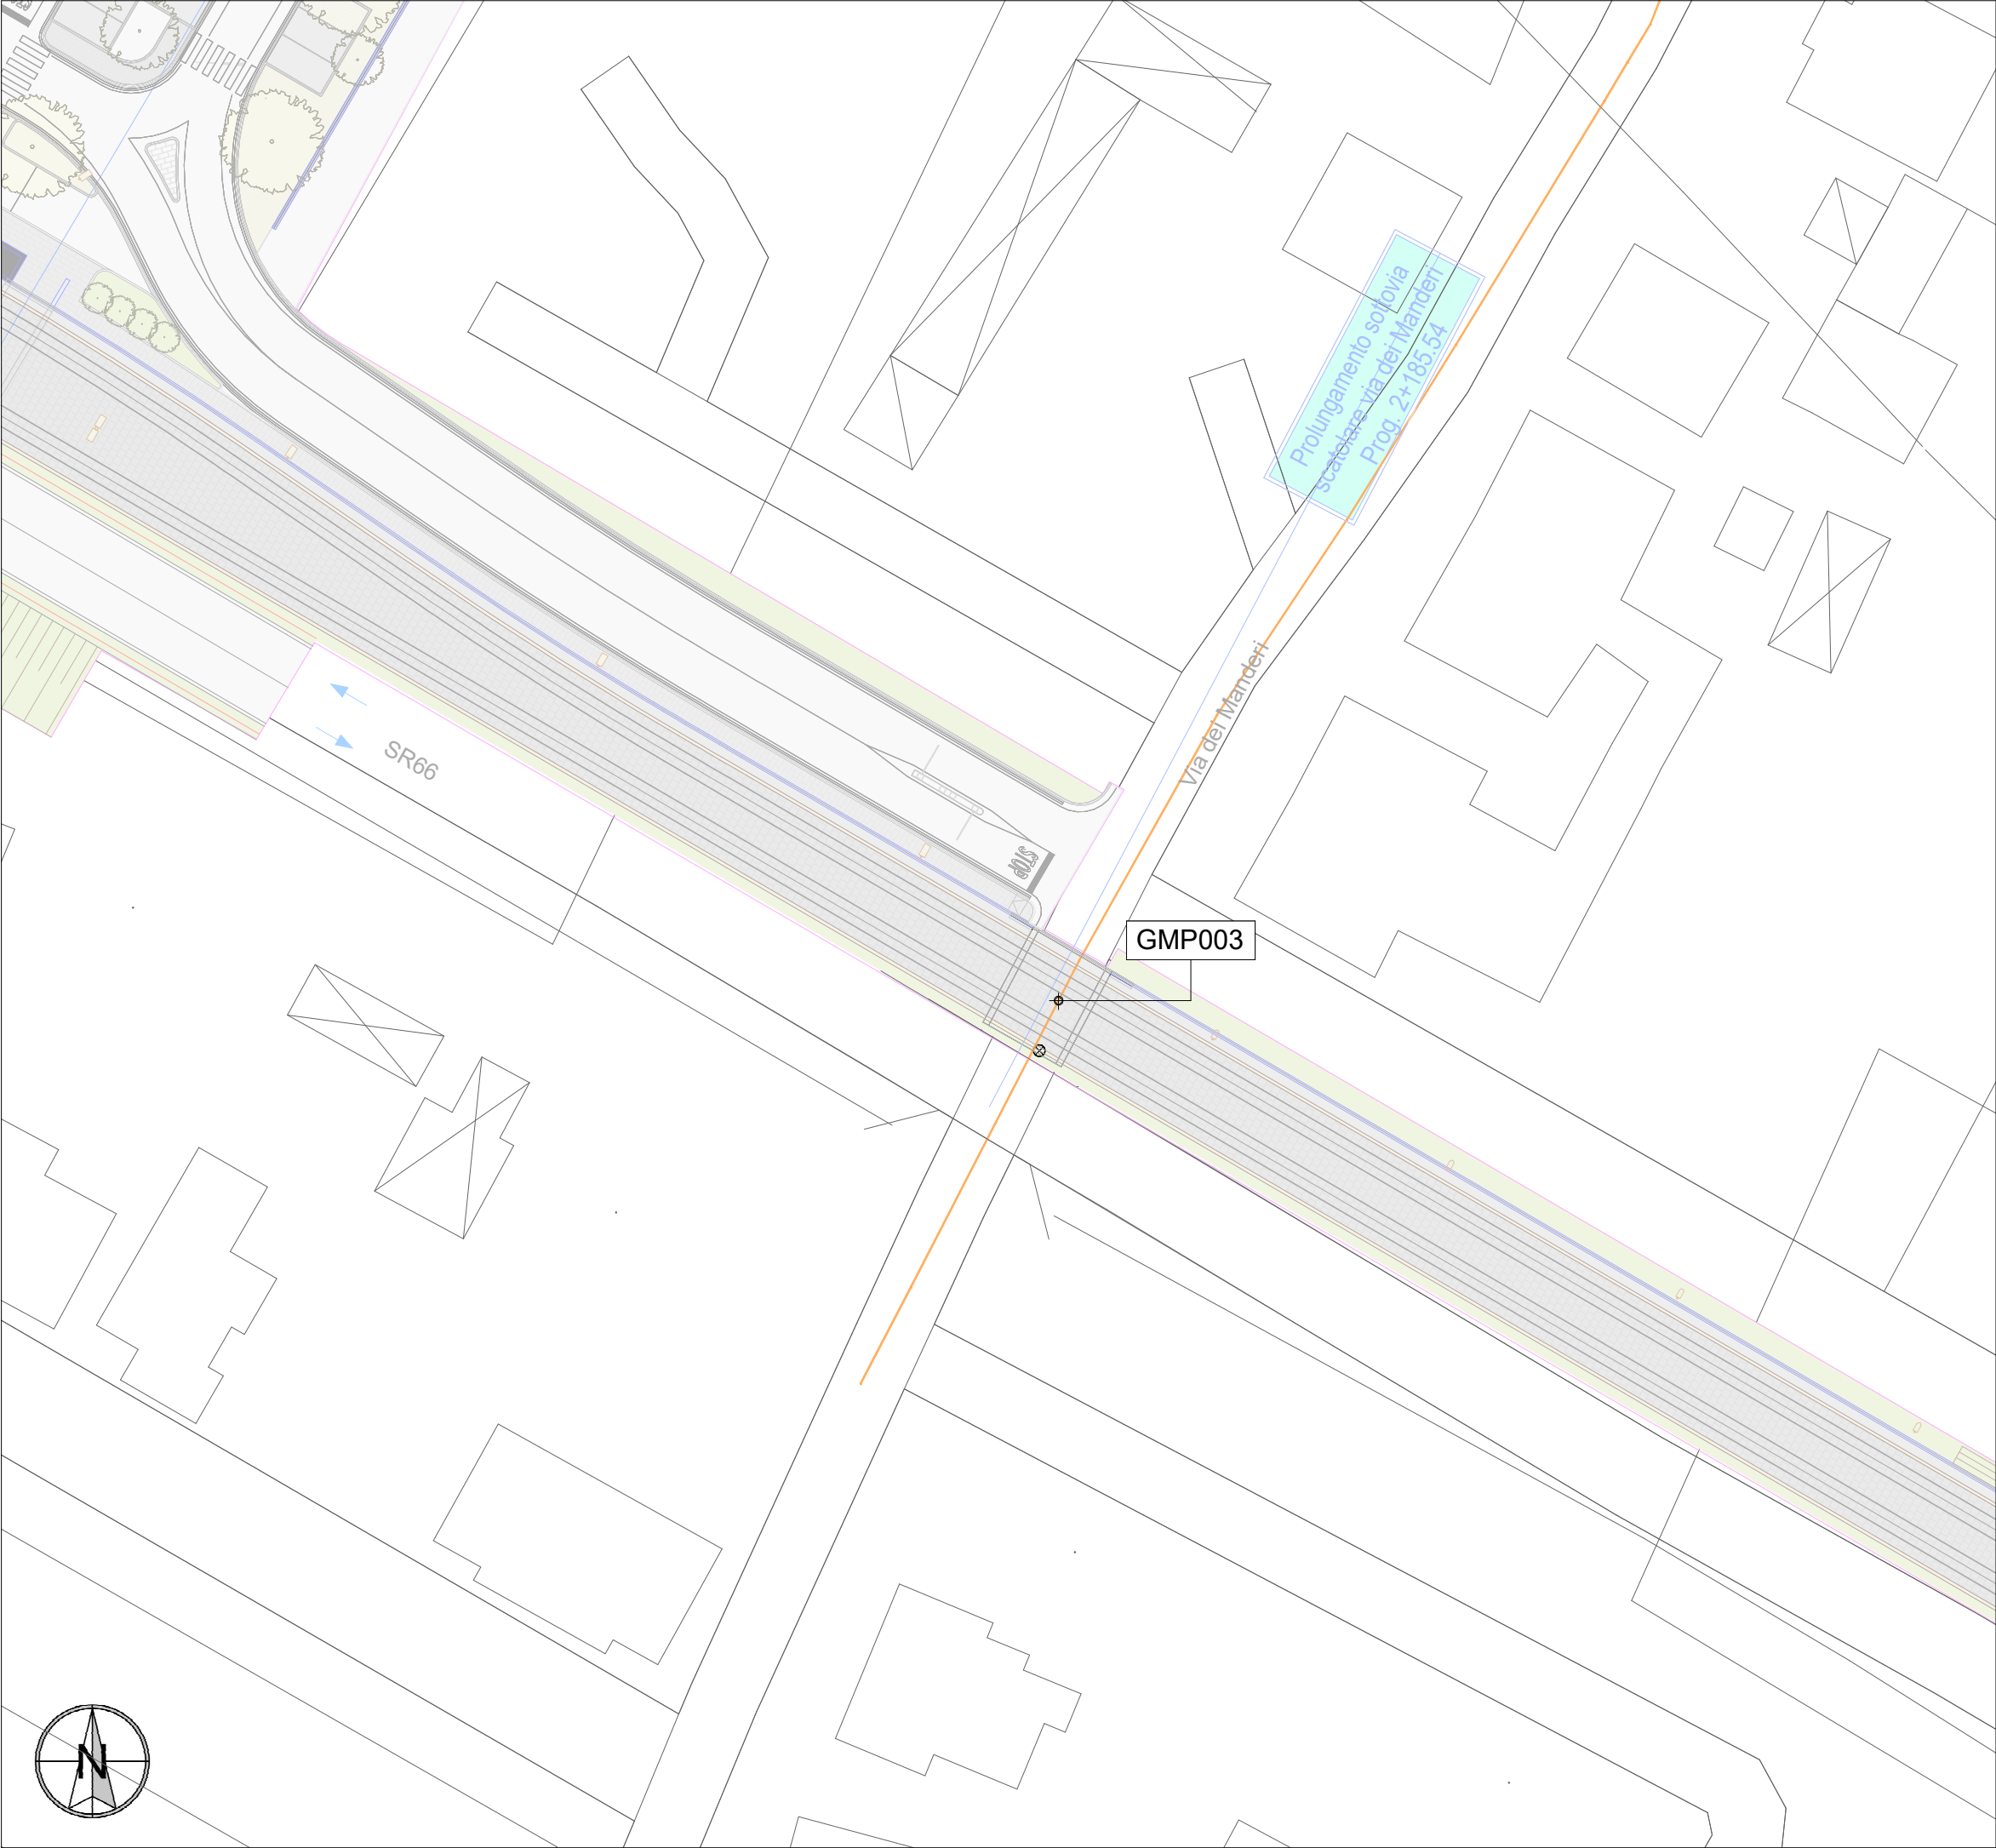 Prolungamento sottovia
scatolare via dei Manderi
Prog. 2+185.54
Via dei Manderi
SR66
STOP
GMP003
N